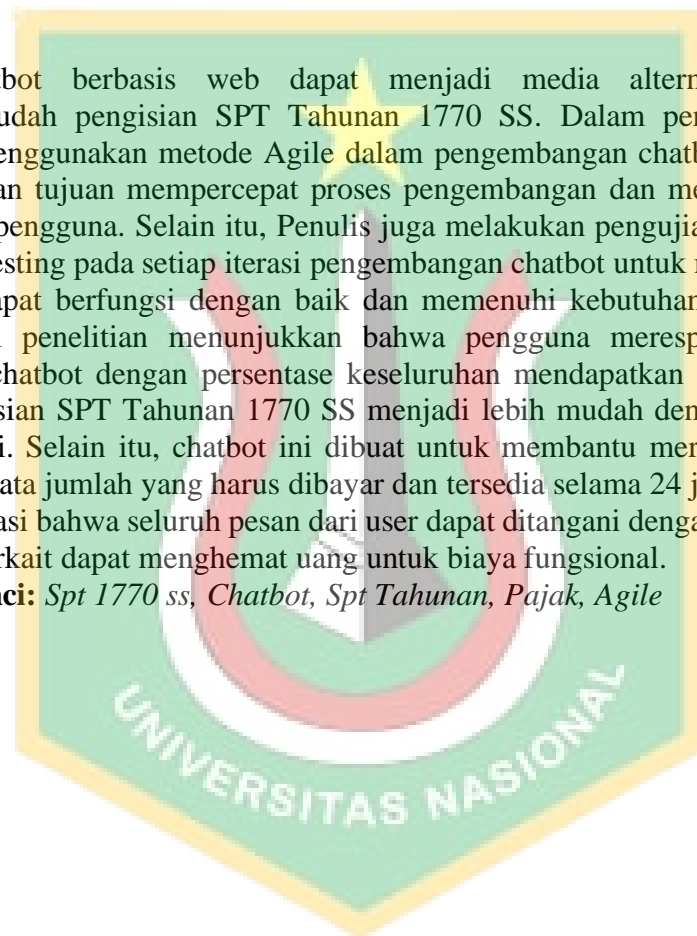 tbot berbasis web dapat menjadi media altern
udah pengisian SPT Tahunan 1770 SS. Dalam pen
enggunakan metode Agile dalam pengembangan chatb
an tujuan mempercepat proses pengembangan dan me
pengguna. Selain itu, Penulis juga melakukan pengujia
esting pada setiap iterasi pengembangan chatbot untuk
apat berfungsi dengan baik dan memenuhi kebutuhan
penelitian menunjukkan bahwa pengguna meresp
chatbot dengan persentase keseluruhan mendapatkan
sian SPT Tahunan 1770 SS menjadi lebih mudah den
i. Selain itu, chatbot ini dibuat untuk membantu mer
ata jumlah yang harus dibayar dan tersedia selama 24 j
asi bahwa seluruh pesan dari user dapat ditangani denga
rkait dapat menghemat uang untuk biaya fungsional.
nci: Spt 1770 ss, Chatbot, Spt Tahunan, Pajak, Agile
UNIVERSITAS NASIONAL